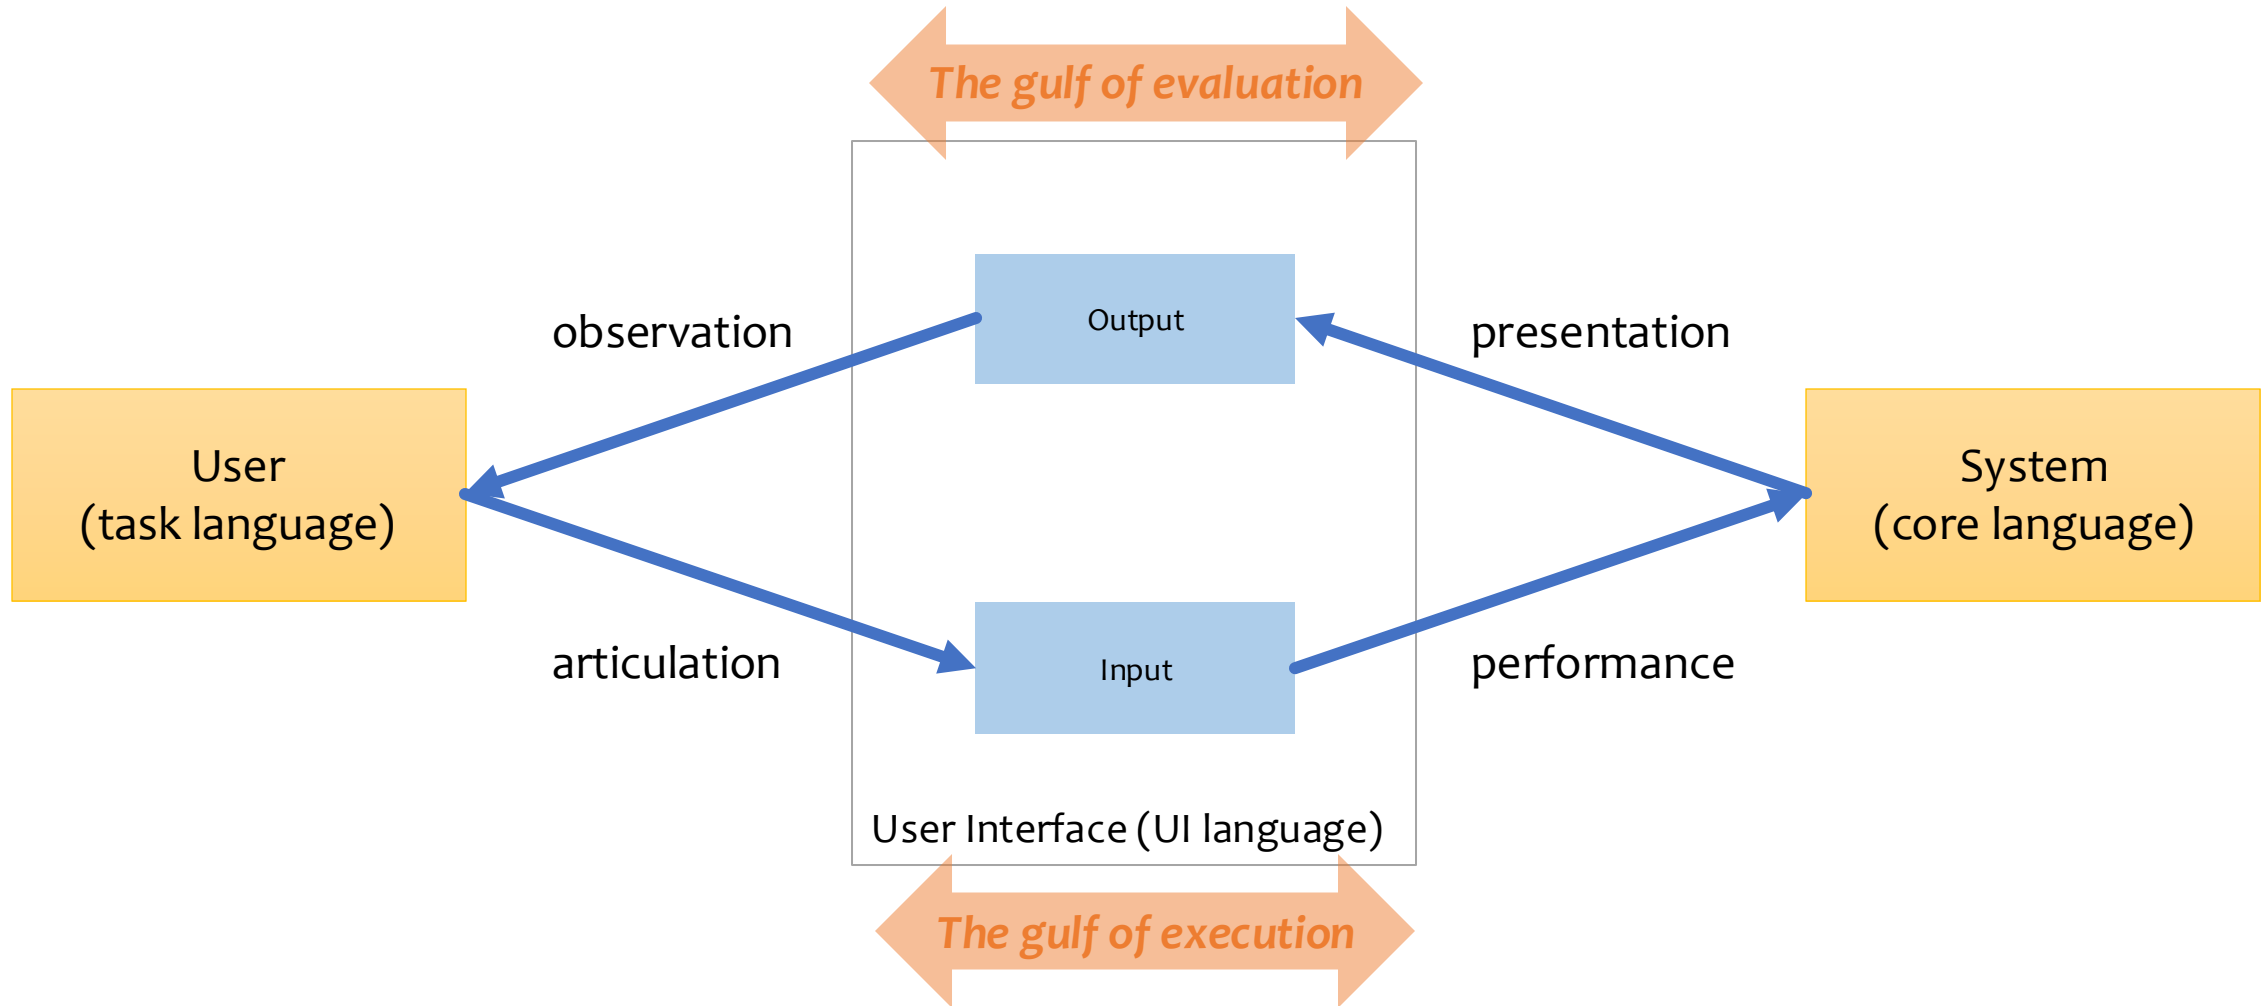 The gulf of evaluation
Output
observation
presentation
User
(task language)
System
(core language)
articulation
Input
performance
User Interface (UI language)
The gulf of execution